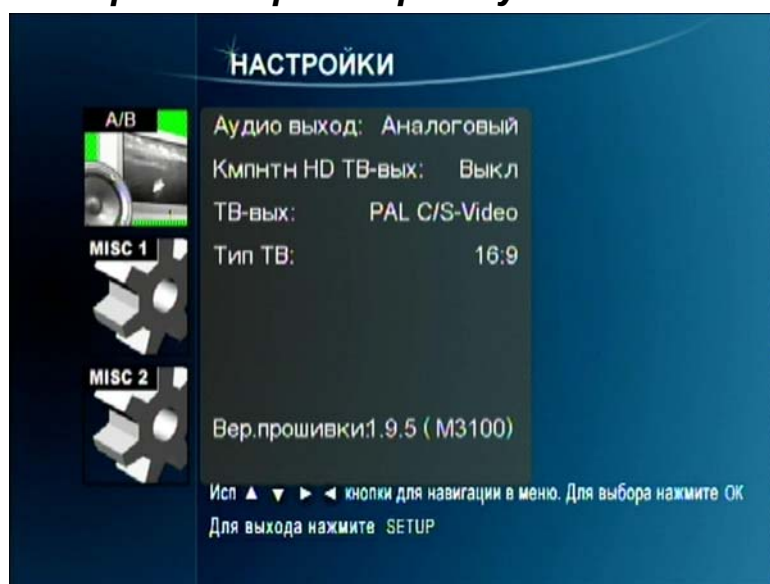 НАСТРОЙКИ
A/B
Аудио выход: Аналоговый
Кмпнтн HD ТВ-вых: Выкл
ТВ-вых: PAL C/S-Video
MISC 1
Тип ТВ: 16:9
MISC 2
Вер.прошивки:1.9.5 ( M3100)
Исп ▲ ▼ ► ◄ кнопки для навигации в меню. Для выбора нажмите OK
Для выхода нажмите SETUP